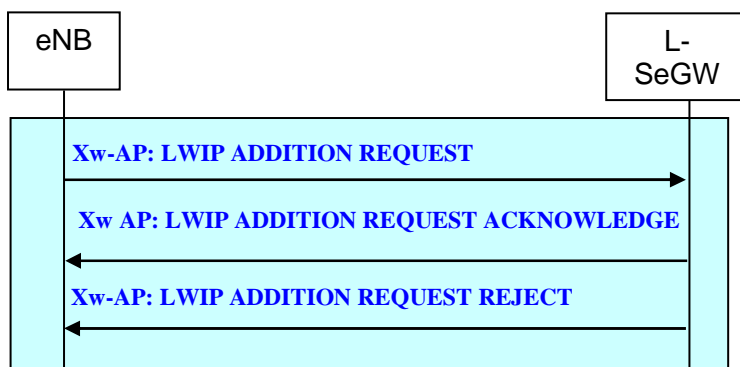 eNB
L-
SeGW
Xw-AP: LWIP ADDITION REQUEST
Xw AP: LWIP ADDITION REQUEST ACKNOWLEDGE
Xw-AP: LWIP ADDITION REQUEST REJECT